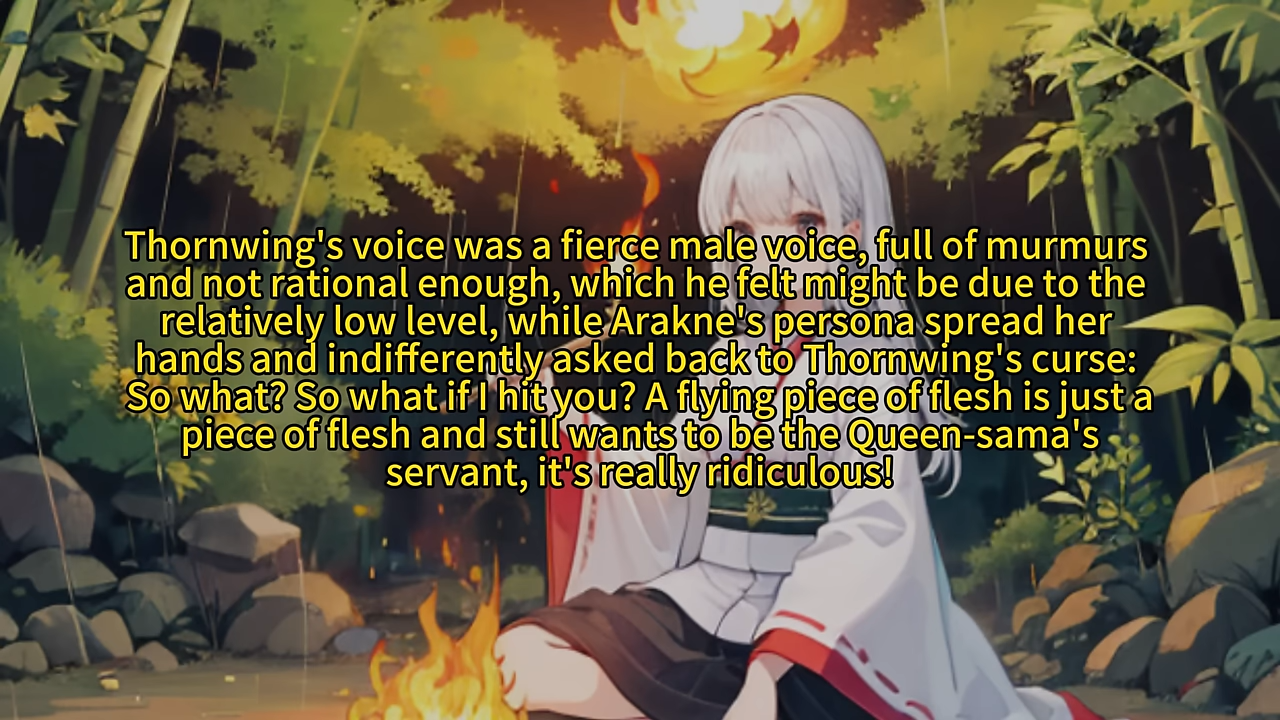 Thornwing's voice was a fierce male voice, full of murmurs
and not rational enough, which he felt might be due to the
relatively low level, while Arakne's persona spread her
hands and indifferently asked back to Thornwing's curse:
So what? So what if I hit you? A flying piece of flesh is just a
piece of flesh and still wants to be the Queen-sama's
servant, it's really ridiculous!